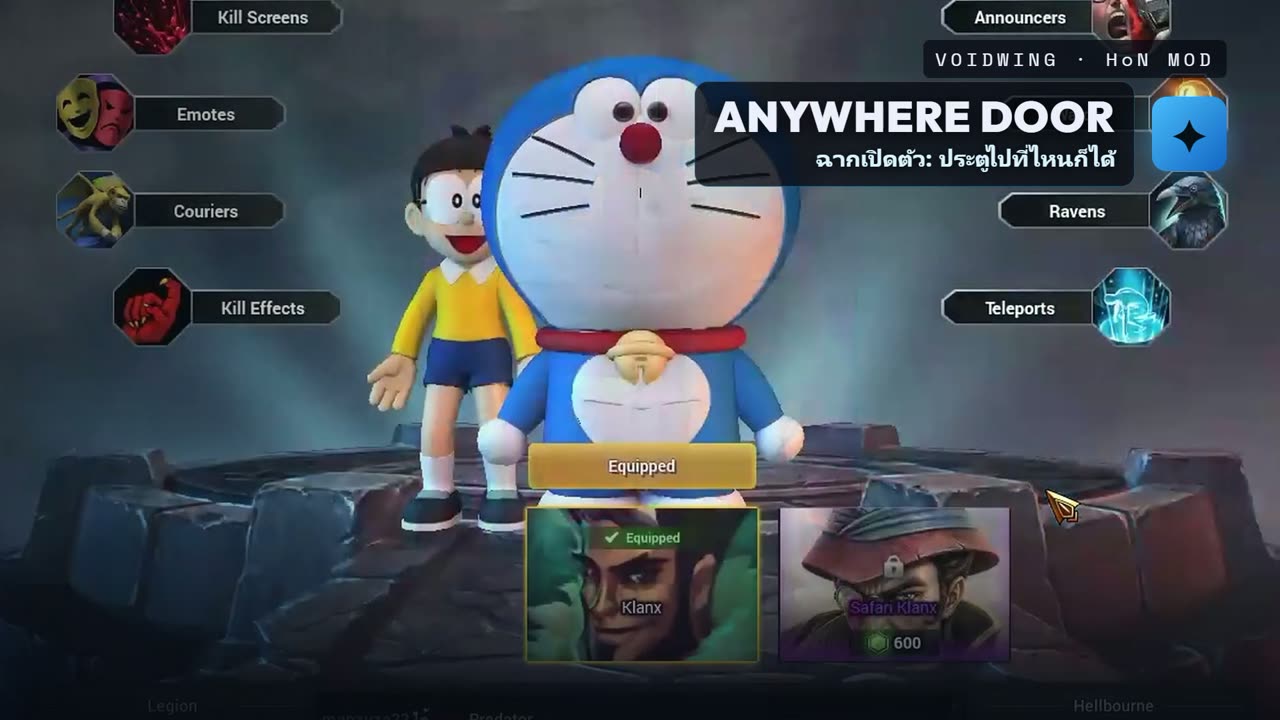 Kill Screens
Announcers
VOIDWING · HoN MOD
Emotes
ANYWHERE DOOR
ฉากเปิดตัว: ประตูไปที่ไหนก็ได้
Couriers
Ravens
Kill Effects
Teleports
Equipped
Equipped
Klanx
Safari Klanx
600
Legion
Predator
Hellbourne